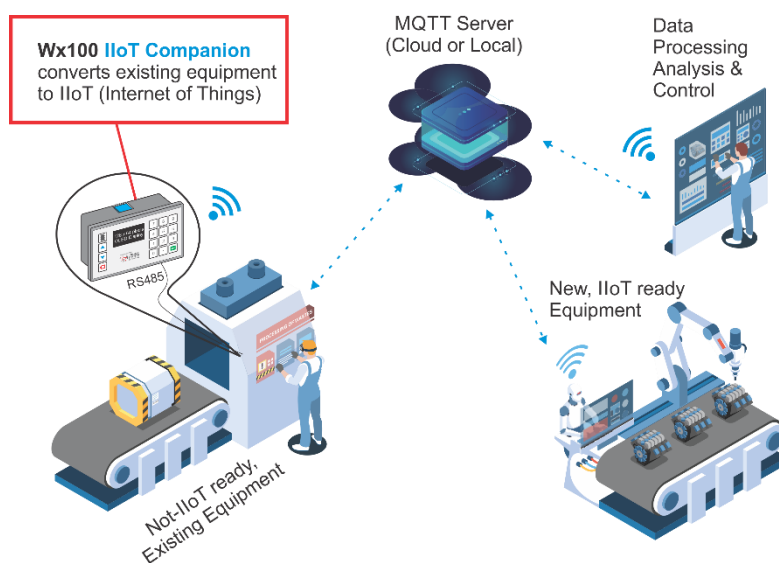 Wx100 IIoT Companion
converts existing equipment
to IIoT (Internet of Things)
MQTT Server
(Cloud or Local)
Data
Processing
Analysis &
Control
RS485
New, IIoT ready
Equipment
Not-IIoT ready,
Existing Equipment